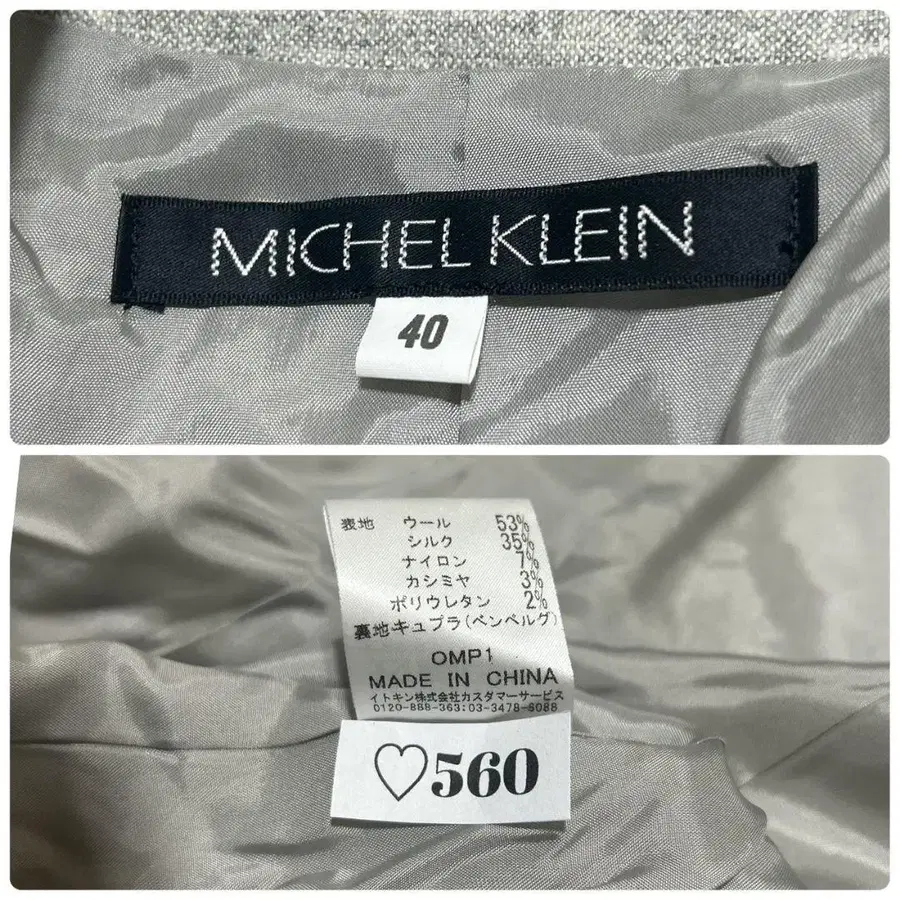 MICHEL KLEIN
40
表地 ウール 53%
シルク 35%
ナイロン 7%
カシミヤ 3%
ポリウレタン 2%
裏地キュプラ(ベンベルグ)
OMP1
MADE IN CHINA
イトキン株式会社カスタマーサービス
0120-888-363:03-3478-8088
♡560